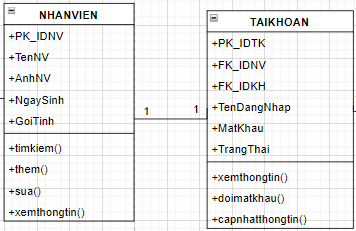 NHANVIEN
+PK_IDNV
+TenNV
+AnhNV
+NgaySinh
+GoiTinh
+timkiem()
+them()
+sua()
+xemthongtin()
1
1
TAIKHOAN
+PK_IDTK
+FK_IDNV
+FK_IDKH
+TenDangNhap
+MatKhau
+TrangThai
+xemthongtin()
+doimatkhau()
+capnhatthongtin()